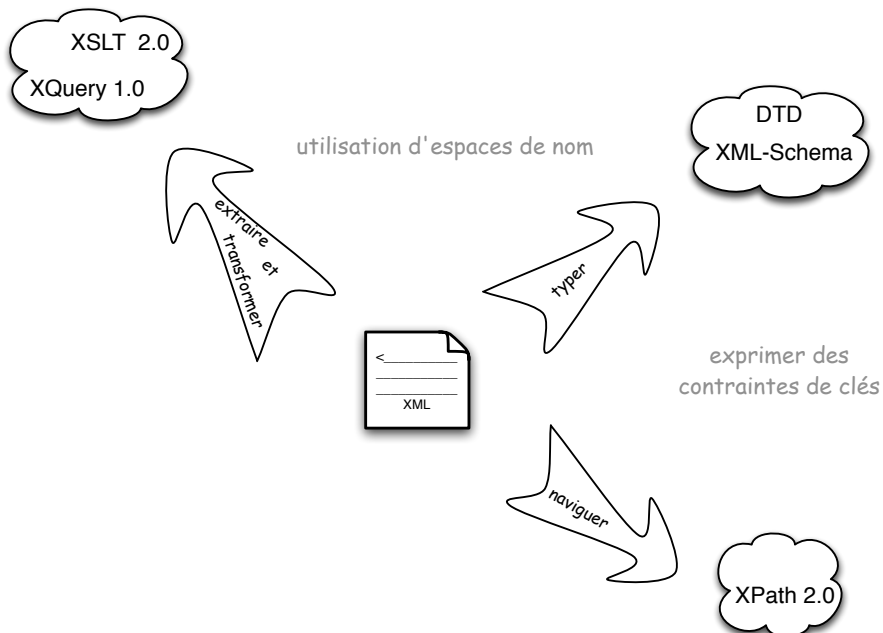 XSLT 2.0
XQuery 1.0
DTD
XML-Schema
utilisation d'espaces de nom
extraire
et
transformer
typer
<
XML
exprimer des
contraintes de clés
naviguer
XPath 2.0